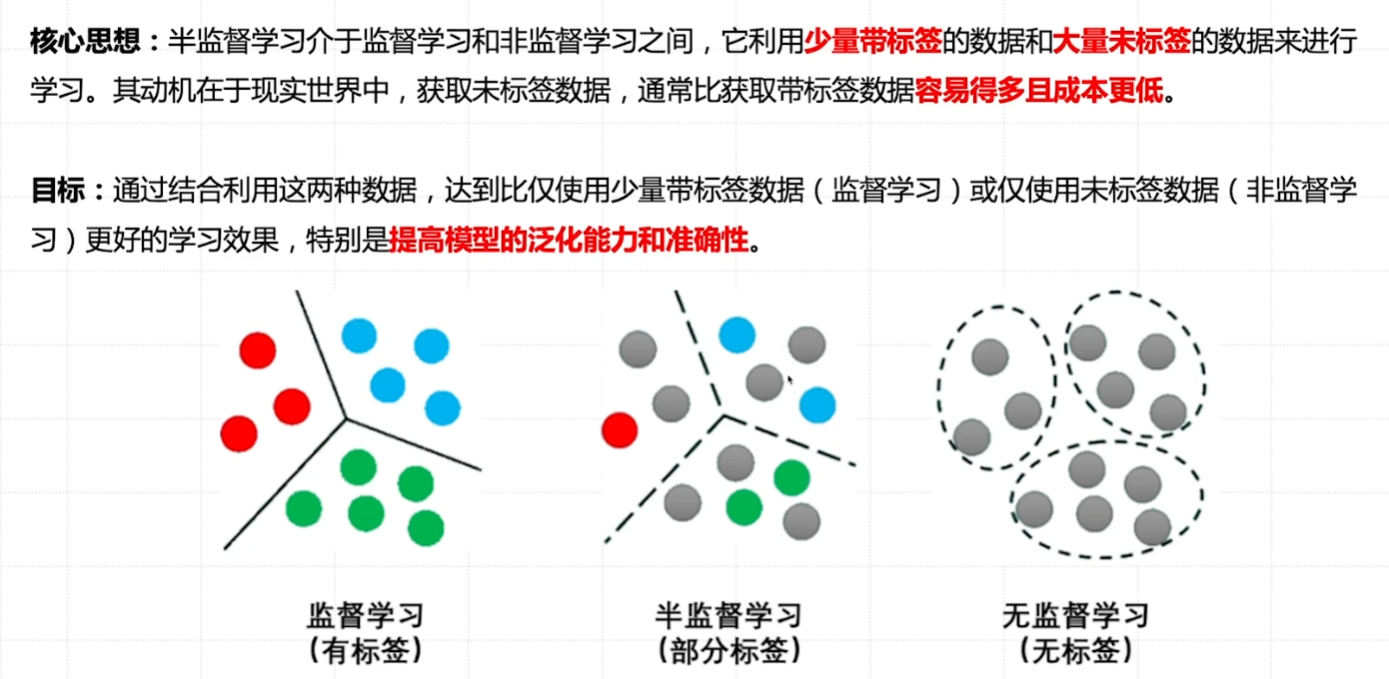 核心思想：半监督学习介于监督学习和非监督学习之间，它利用少量带标签的数据和大量未标签的数据来进行
学习。其动机在于现实世界中，获取未标签数据，通常比获取带标签数据容易得多且成本更低。
目标：通过结合利用这两种数据，达到比仅使用少量带标签数据（监督学习）或仅使用未标签数据（非监督学
习）更好的学习效果，特别是提高模型的泛化能力和准确性。
监督学习
（有标签）
半监督学习
（部分标签）
无监督学习
（无标签）